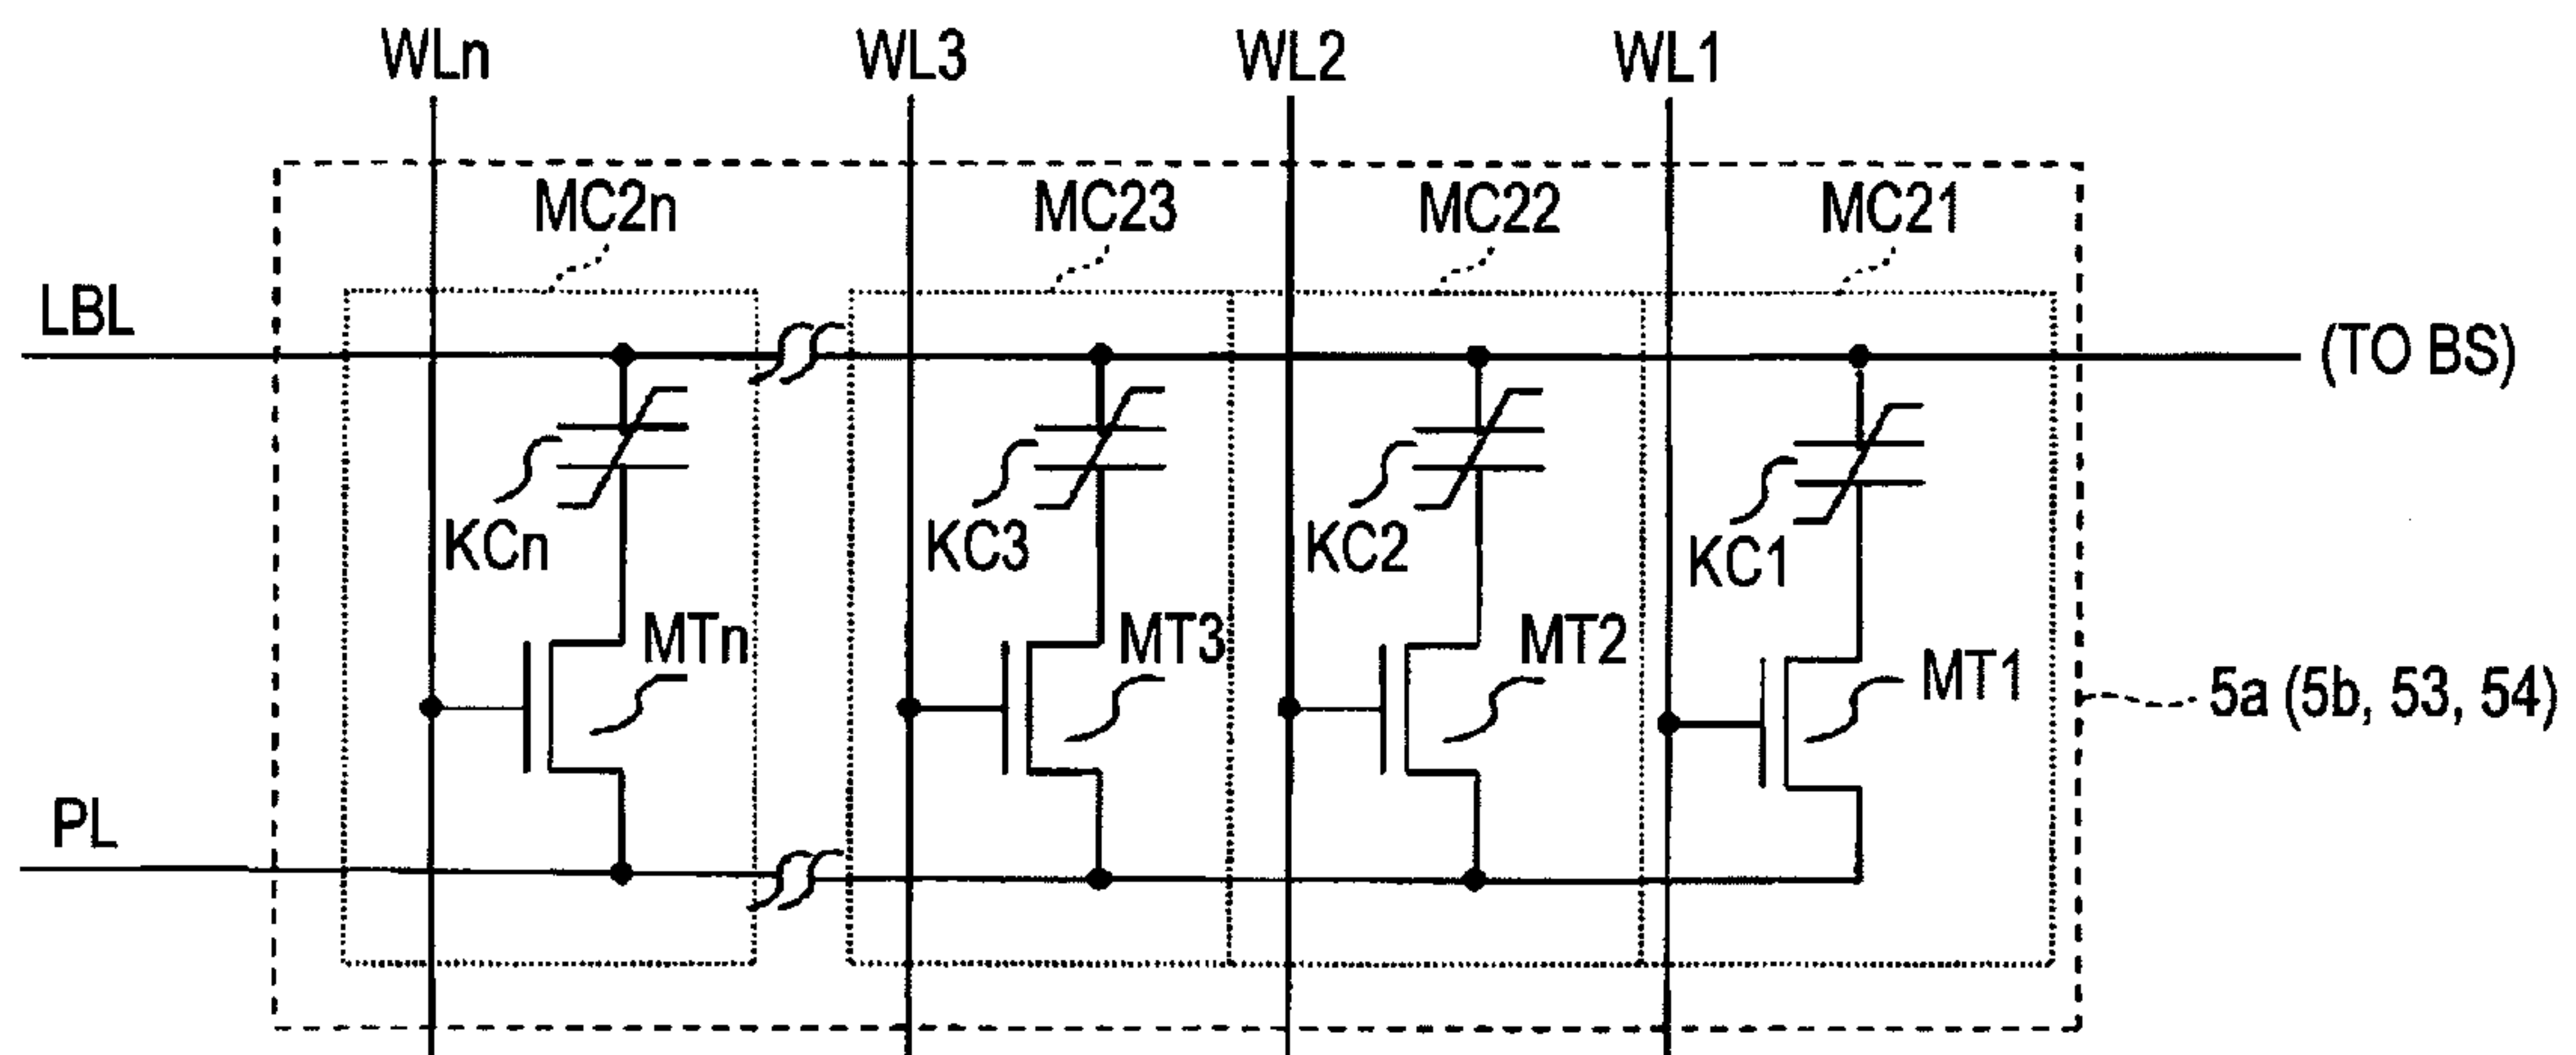 WLn WL3 WL2 WL1
MC2n MC23 MC22 MC21
LBL (TO BS)
KCn KC3 KC2 KC1
MTn MT3 MT2 MT1
5a (5b, 53, 54)
PL